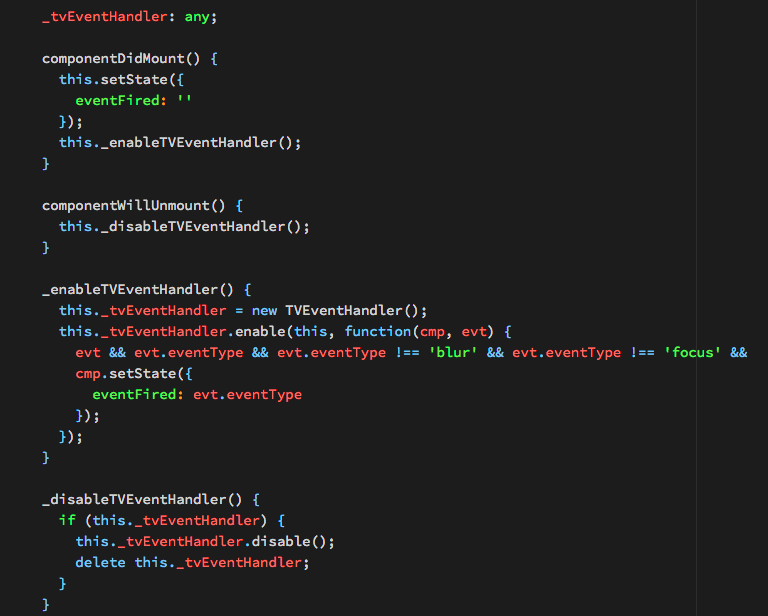 _tvEventHandler: any;

componentDidMount() {
  this.setState({
    eventFired: ''
  });
  this._enableTVEventHandler();
}

componentWillUnmount() {
  this._disableTVEventHandler();
}

_enableTVEventHandler() {
  this._tvEventHandler = new TVEventHandler();
  this._tvEventHandler.enable(this, function(cmp, evt) {
    evt && evt.eventType && evt.eventType !== 'blur' && evt.eventType !== 'focus' &&
    cmp.setState({
      eventFired: evt.eventType
    });
  });
}

_disableTVEventHandler() {
  if (this._tvEventHandler) {
    this._tvEventHandler.disable();
    delete this._tvEventHandler;
  }
}